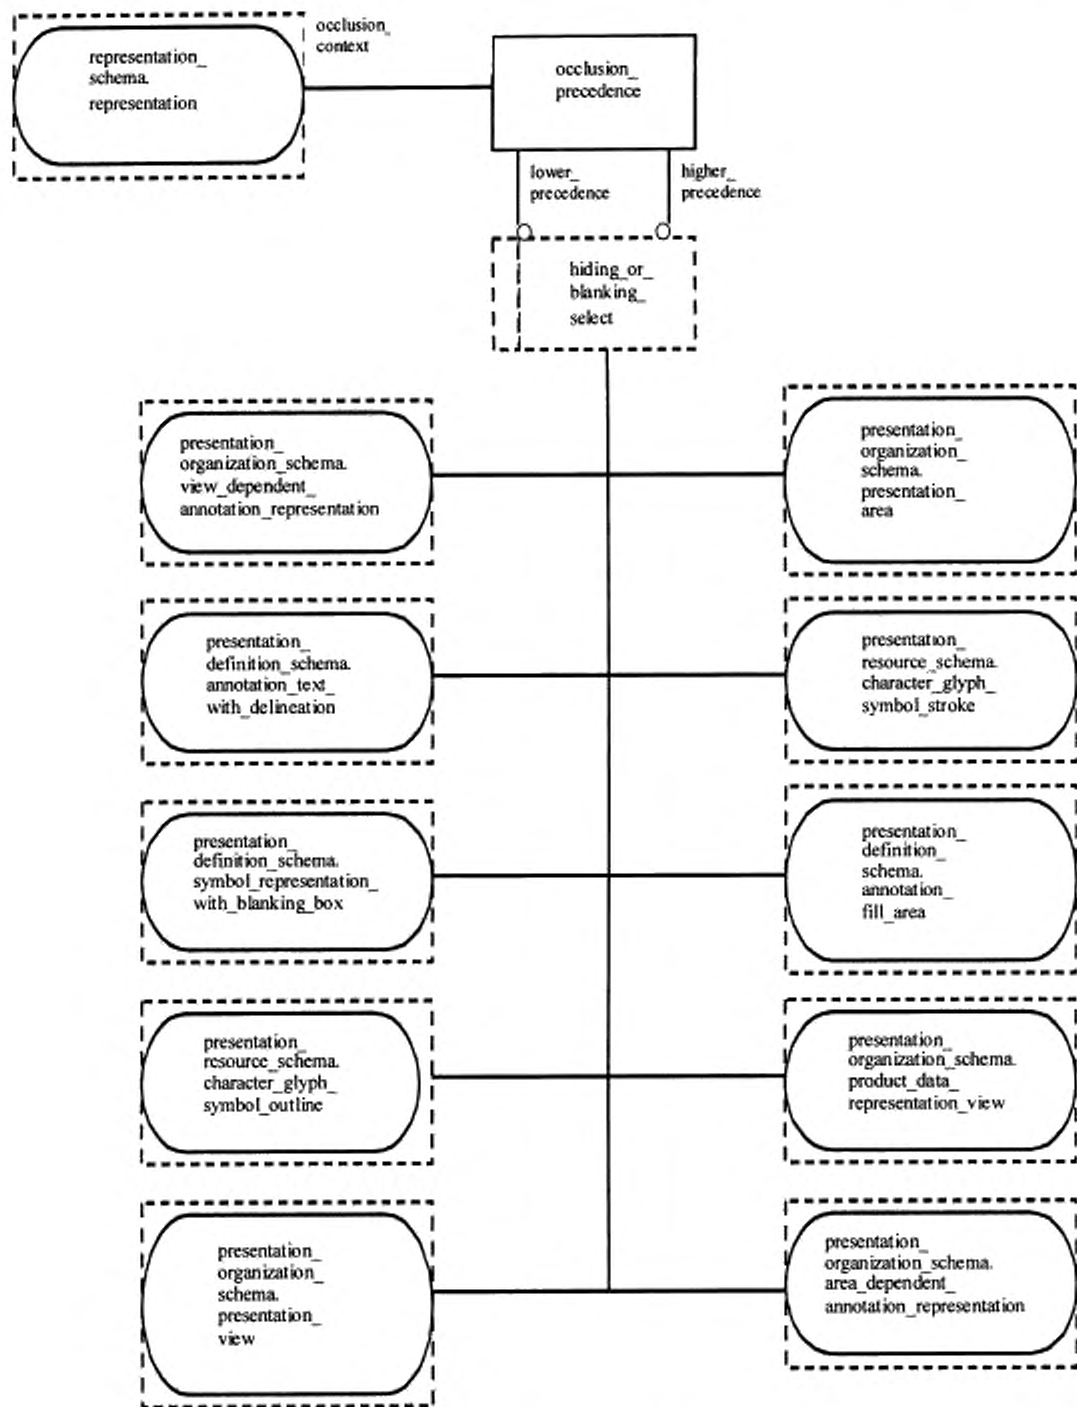 representation_
schema.
representation
occlusion_
context
occlusion_
precedence
lower_
precedence
higher_
precedence
hiding_or_
blanking_
select
presentation_
organization_schema.
view_dependent_
annotation_representation
presentation_
organization_
schema.
presentation_
area
presentation_
definition_schema.
annotation_text_
with_delineation
presentation_
resource_schema.
character_glyph_
symbol_stroke
presentation_
definition_schema.
symbol_representation_
with_blanking_box
presentation_
definition_
schema.
annotation_
fill_area
presentation_
resource_schema.
character_glyph_
symbol_outline
presentation_
organization_schema.
product_data_
representation_view
presentation_
organization_
schema.
presentation_
view
presentation_
organization_schema.
area_dependent_
annotation_representation